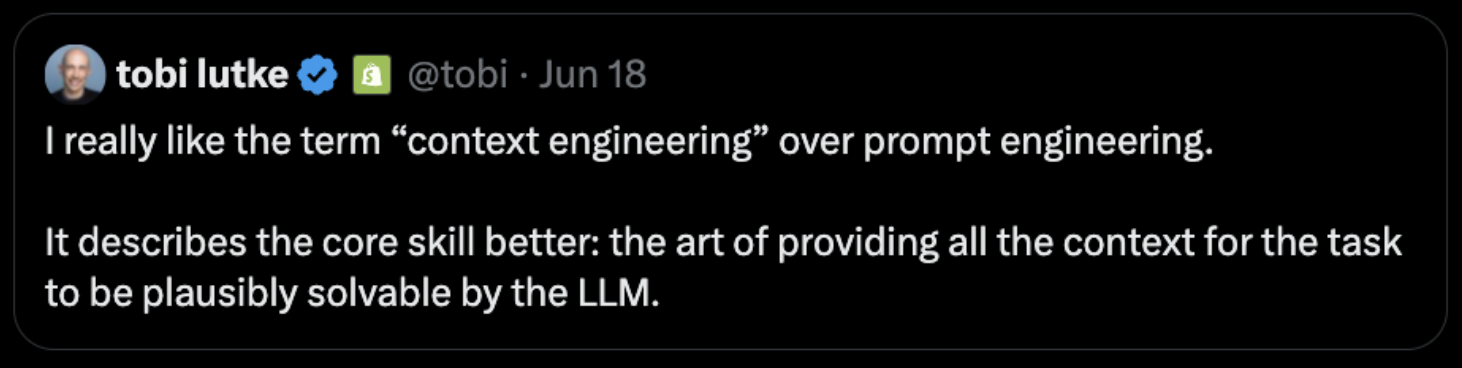 tobi lutke @tobi · Jun 18
I really like the term “context engineering” over prompt engineering.
It describes the core skill better: the art of providing all the context for the task
to be plausibly solvable by the LLM.